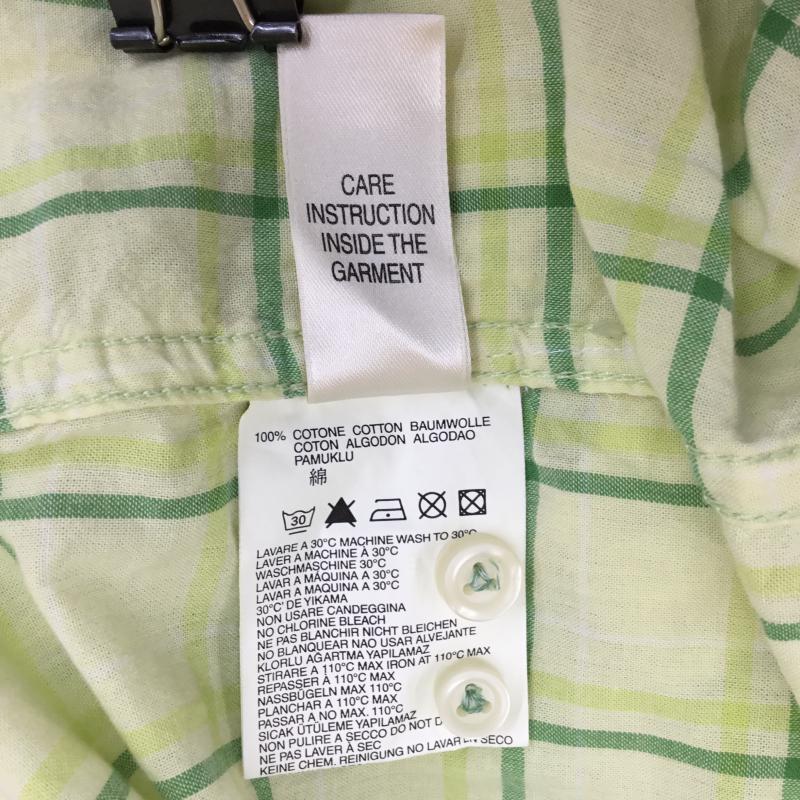 CARE
INSTRUCTION
INSIDE THE
GARMENT
100% COTONE COTTON BAUMWOLLE
COTON ALGODON ALGODAO
PAMUKLU
綿
30
LAVARE A 30°C MACHINE WASH TO 30°C
LAVER A MACHINE À 30°C
WASCHMASCHINE 30°C
LAVAR A MÁQUINA A 30°C
LAVAR A MAQUINA A 30°C
30°C' DE YIKAMA
NON USARE CANDEGGINA
NO CHLORINE BLEACH
NE PAS BLANCHIR NICHT BLEICHEN
NO BLANQUEAR NAO USAR ALVEJANTE
KLORLU AĞARTMA YAPILAMAZ
STIRARE A 110°C MAX IRON AT 110°C MAX
REPASSER À 110°C MAX
NASSBÜGELN MAX 110°C
PLANCHAR A 110°C MAX
PASSAR A NO MAX. 110°C
SICAK ÜTÜLEME YAPILAMAZ
NON PULIRE A SECCO DO NOT
NE PAS LAVER À SEC
KEINE CHEM. REINIGUNG NO LAVAR EN SECO